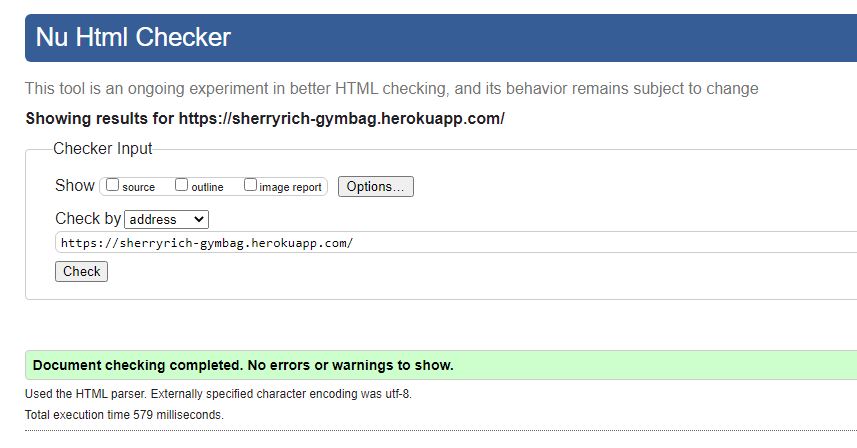 Nu Html Checker
This tool is an ongoing experiment in better HTML checking, and its behavior remains subject to change
Showing results for https://sherryrich-gymbag.herokuapp.com/
Checker Input
Show source outline image report Options...
Check by address
https://sherryrich-gymbag.herokuapp.com/
Check
Document checking completed. No errors or warnings to show.
Used the HTML parser. Externally specified character encoding was utf-8.
Total execution time 579 milliseconds.